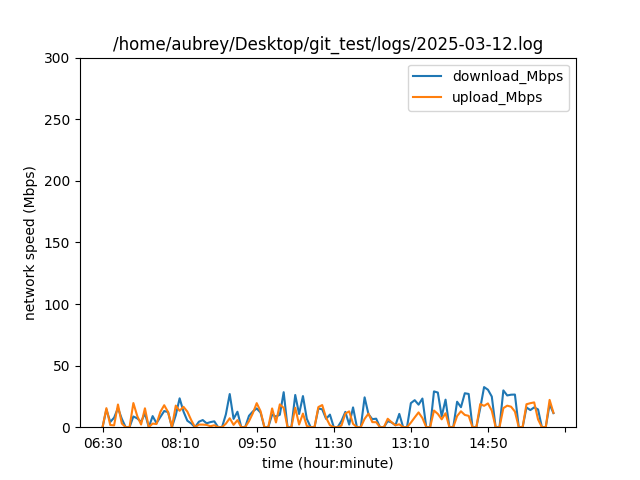 /home/aubrey/Desktop/git_test/logs/2025-03-12.log
download_Mbps
upload_Mbps
network speed (Mbps)
300
250
200
150
100
50
0
06:30 08:10 09:50 11:30 13:10 14:50
time (hour:minute)